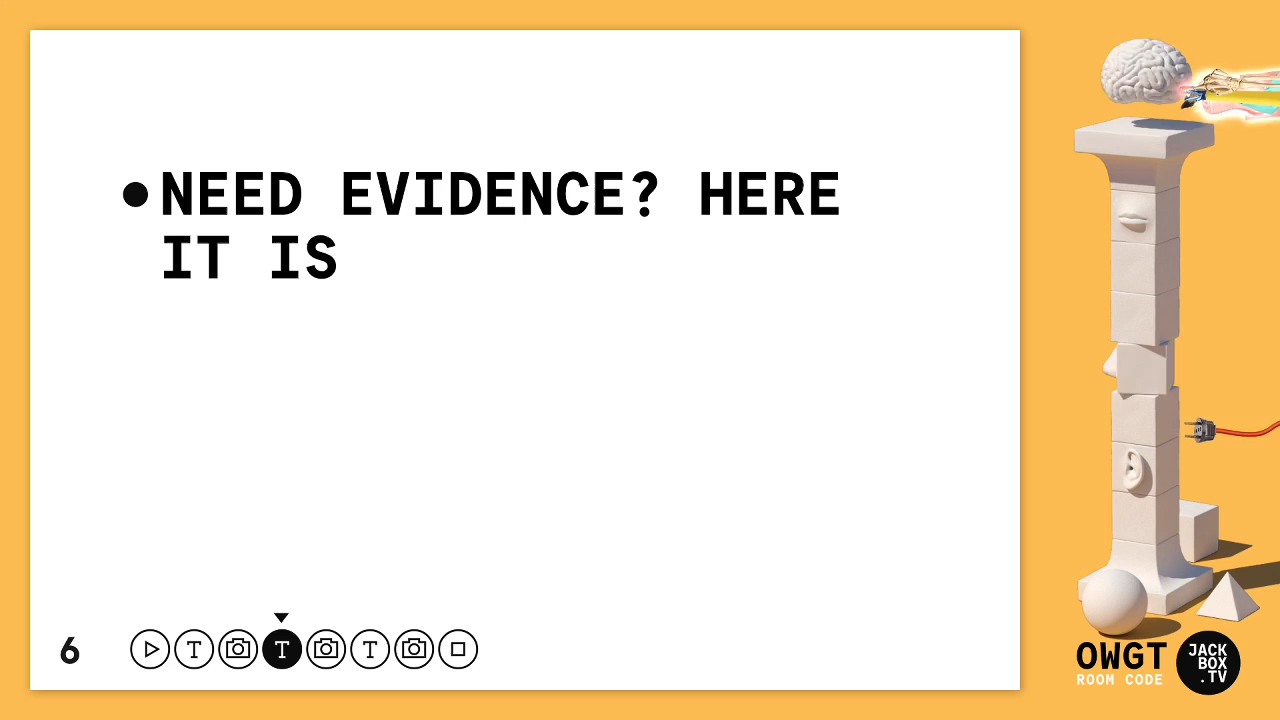 NEED EVIDENCE? HERE
IT IS
6
T
T
T
OWGT
ROOM CODE
JACK
BOX
.TV